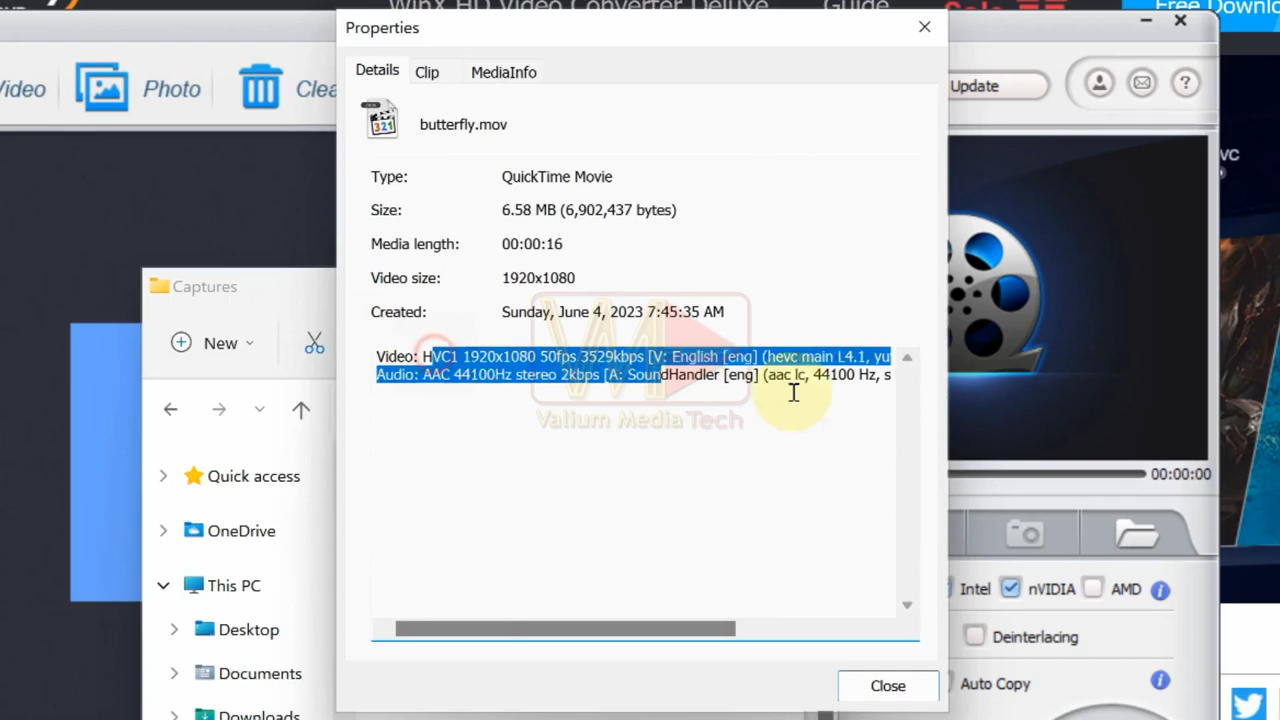 WinX HD Video Converter Deluxe
Guide
Sale
Free Downlo
Properties
Details
Clip
MediaInfo
Video
Photo
Clea
Update
?
321
butterfly.mov
Type: QuickTime Movie
Size: 6.58 MB (6,902,437 bytes)
Media length: 00:00:16
Video size: 1920x1080
Created: Sunday, June 4, 2023 7:45:35 AM
Video: HVC1 1920x1080 50fps 3529kbps [V: English [eng] (hevc main L4.1, yu
Audio: AAC 44100Hz stereo 2kbps [A: SoundHandler [eng] (aac lc, 44100 Hz, s
VM
Valium Media Tech
Captures
New
Quick access
OneDrive
This PC
Desktop
Documents
Downloads
VC
00:00:00
Intel
nVIDIA
AMD
i
Deinterlacing
Auto Copy
i
Close